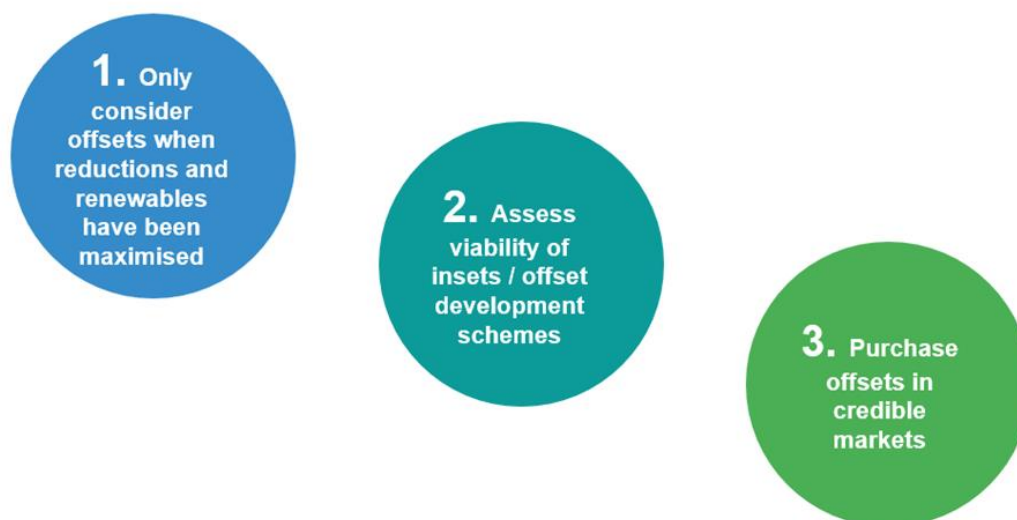 1. Only
consider
offsets when
reductions and
renewables
have been
maximised
2. Assess
viability of
insets / offset
development
schemes
3. Purchase
offsets in
credible
markets